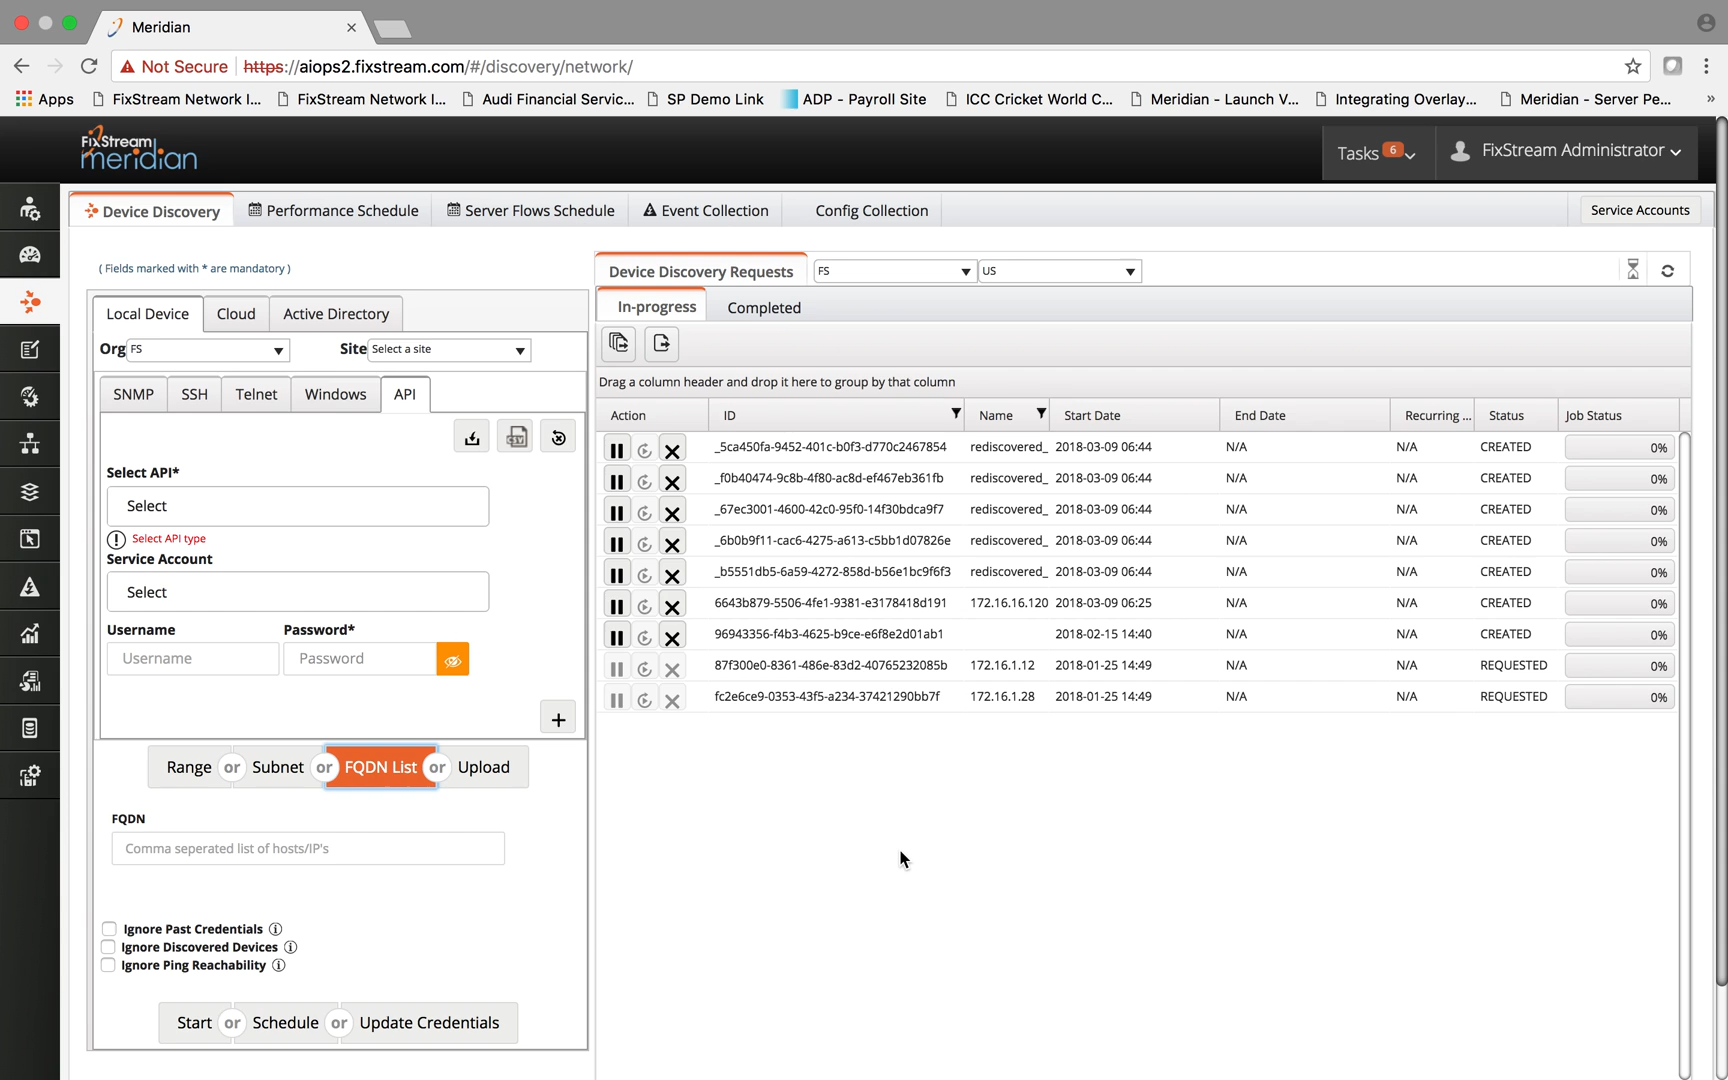 Meridian
Not Secure https://aiops2.fixstream.com/#/discovery/network/
Apps FixStream Network I... FixStream Network I... Audi Financial Servic... SP Demo Link ADP - Payroll Site ICC Cricket World C... Meridian - Launch V... Integrating Overlay... Meridian - Server Pe... »
FixStream meridian
Tasks 6 FixStream Administrator
Device Discovery Performance Schedule Server Flows Schedule Event Collection Config Collection Service Accounts
( Fields marked with * are mandatory )
Device Discovery Requests FS US
Local Device Cloud Active Directory
In-progress Completed
Org FS Site Select a site
SNMP SSH Telnet Windows API
Drag a column header and drop it here to group by that column
Action ID Name Start Date End Date Recurring ... Status Job Status
CSV
_5ca450fa-9452-401c-b0f3-d770c2467854 rediscovered_ 2018-03-09 06:44 N/A N/A CREATED 0%
_f0b40474-9c8b-4f80-ac8d-ef467eb361fb rediscovered_ 2018-03-09 06:44 N/A N/A CREATED 0%
_67ec3001-4600-42c0-95f0-14f30bdca9f7 rediscovered_ 2018-03-09 06:44 N/A N/A CREATED 0%
_6b0b9f11-cac6-4275-a613-c5bb1d07826e rediscovered_ 2018-03-09 06:44 N/A N/A CREATED 0%
_b5551db5-6a59-4272-858d-b56e1bc9f6f3 rediscovered_ 2018-03-09 06:44 N/A N/A CREATED 0%
6643b879-5506-4fe1-9381-e3178418d191 172.16.16.120 2018-03-09 06:25 N/A N/A CREATED 0%
96943356-f4b3-4625-b9ce-e6f8e2d01ab1 2018-02-15 14:40 N/A N/A CREATED 0%
87f300e0-8361-486e-83d2-40765232085b 172.16.1.12 2018-01-25 14:49 N/A N/A REQUESTED 0%
fc2e6ce9-0353-43f5-a234-37421290bb7f 172.16.1.28 2018-01-25 14:49 N/A N/A REQUESTED 0%
Select API*
Select
Select API type
Service Account
Select
Username Password*
Username Password
Range or Subnet or FQDN List or Upload
FQDN
Comma seperated list of hosts/IP's
Ignore Past Credentials
Ignore Discovered Devices
Ignore Ping Reachability
Start or Schedule or Update Credentials